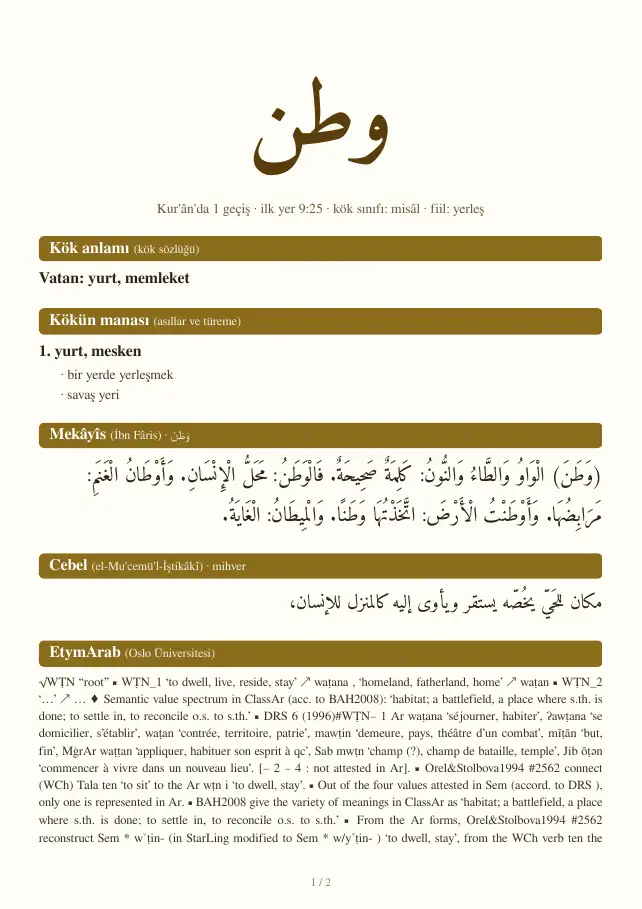 وطن
Kur'ân'da 1 geçiş · ilk yer 9:25 · kök sınıfı: misâl · fiil: yerleş
Kök anlamı (kök sözlüğü)
Vatan: yurt, memleket
Kökün manası (asıllar ve türeme)
1. yurt, mesken
· bir yerde yerleşmek
· savaş yeri
Mekâyîs (İbn Fâris) · وَطَنَ
(وَطَنَ) الْوَاوُ وَالطَّاءُ وَالنُّونُ: كَلِمَةٌ صَحِيحَةٌ. فَالْوَطَنُ: مَحَلُّ الْإِنْسَانِ. وَأَوْطَانُ الْغَنَمِ:
مَرَابِضُهَا. وَأَوْطَنْتُ الْأَرْضَ: اتَّخَذْتُهَا وَطَنًا. وَالْمِيطَانُ: الْغَايَةُ.
Cebel (el-Mu'cemü'l-İştikâkî) · mihver
مكان للحَيّ يخُصّه يستقر ويأوى إليه كالمنزل للإنسان،
EtymArab (Oslo Üniversitesi)
√WṬN “root” ▪ WṬN_1 ‘to dwell, live, reside, stay’ ↗ waṭana , ‘homeland, fatherland, home’ ↗ waṭan ▪ WṬN_2
‘…’ ↗ … ♦ Semantic value spectrum in ClassAr (acc. to BAH2008): ‘habitat; a battlefield, a place where s.th. is
done; to settle in, to reconcile o.s. to s.th.’ ▪ DRS 6 (1996)#WṬN– 1 Ar waṭana ‘séjourner, habiter’, ʔawṭana ‘se
domicilier, s’établir’, waṭan ‘contrée, territoire, patrie’, mawṭin ‘demeure, pays, théâtre d’un combat’, mīṭān ‘but,
fin’, MġrAr waṭṭan ‘appliquer, habituer son esprit à qc’, Sab mwṭn ‘champ (?), champ de bataille, temple’, Jib ōṭən
‘commencer à vivre dans un nouveau lieu’. [– 2 – 4 : not attested in Ar]. ▪ Orel&Stolbova1994 #2562 connect
(WCh) Tala ten ‘to sit’ to the Ar wṭn i ‘to dwell, stay’. ▪ Out of the four values attested in Sem (accord. to DRS ),
only one is represented in Ar. ▪ BAH2008 give the variety of meanings in ClassAr as ‘habitat; a battlefield, a place
where s.th. is done; to settle in, to reconcile o.s. to s.th.’ ▪ From the Ar forms, Orel&Stolbova1994 #2562
reconstruct Sem * wˇṭin- (in StarLing modified to Sem * w/yˇṭin- ) ‘to dwell, stay’, from the WCh verb ten the
1 / 2